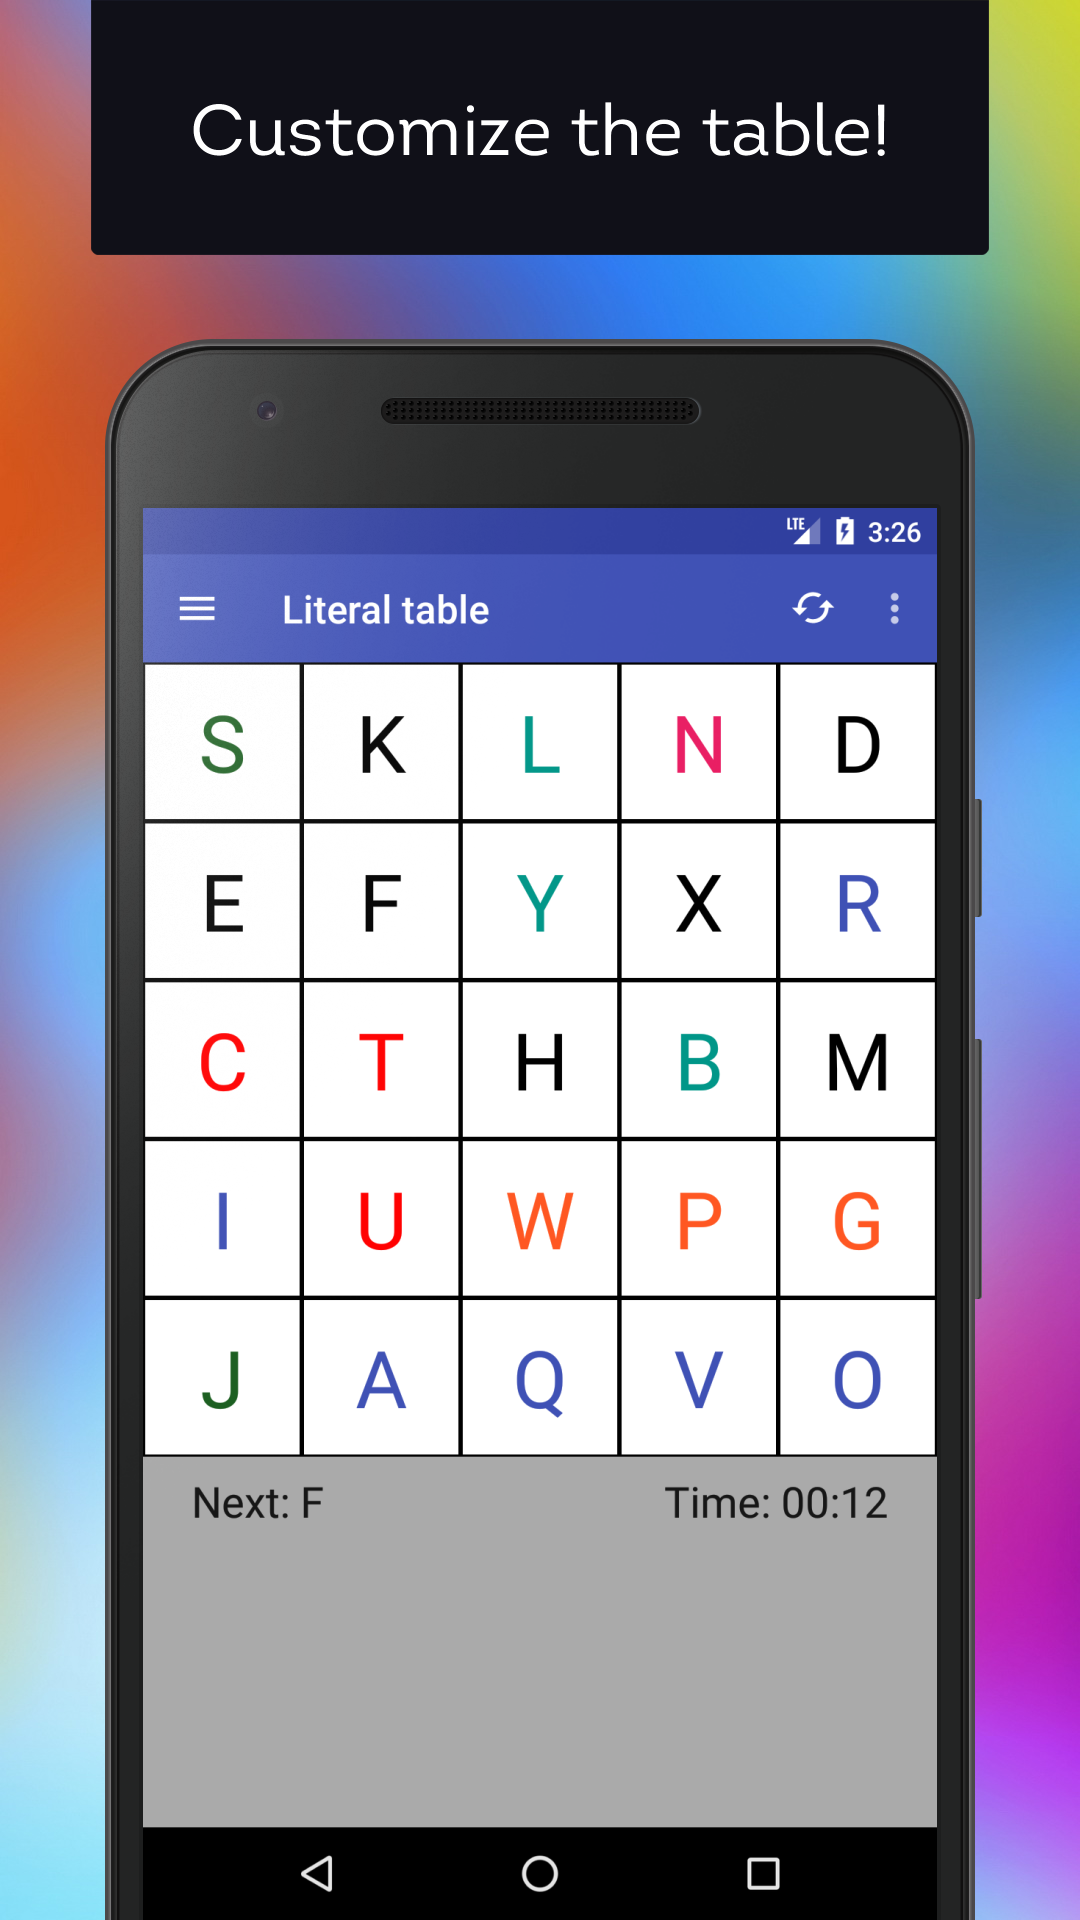 Customize the table!
LTE 3:26
Literal table
S K L N D
E F Y X R
C T H B M
I U W P G
J A Q V O
Next: F Time: 00:12